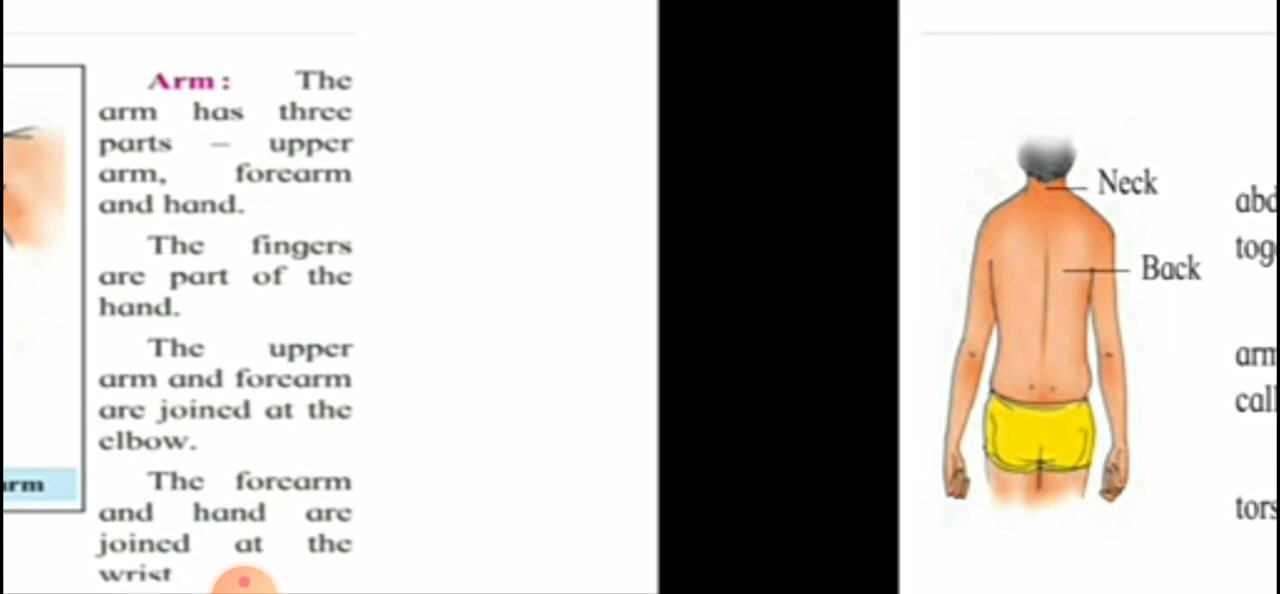 Arm: The
arm has three
parts – upper
arm, forearm
and hand.
The fingers
are part of the
hand.
The upper
arm and forearm
are joined at the
elbow.
The forearm
and hand are
joined at the
wrist
Neck
Back